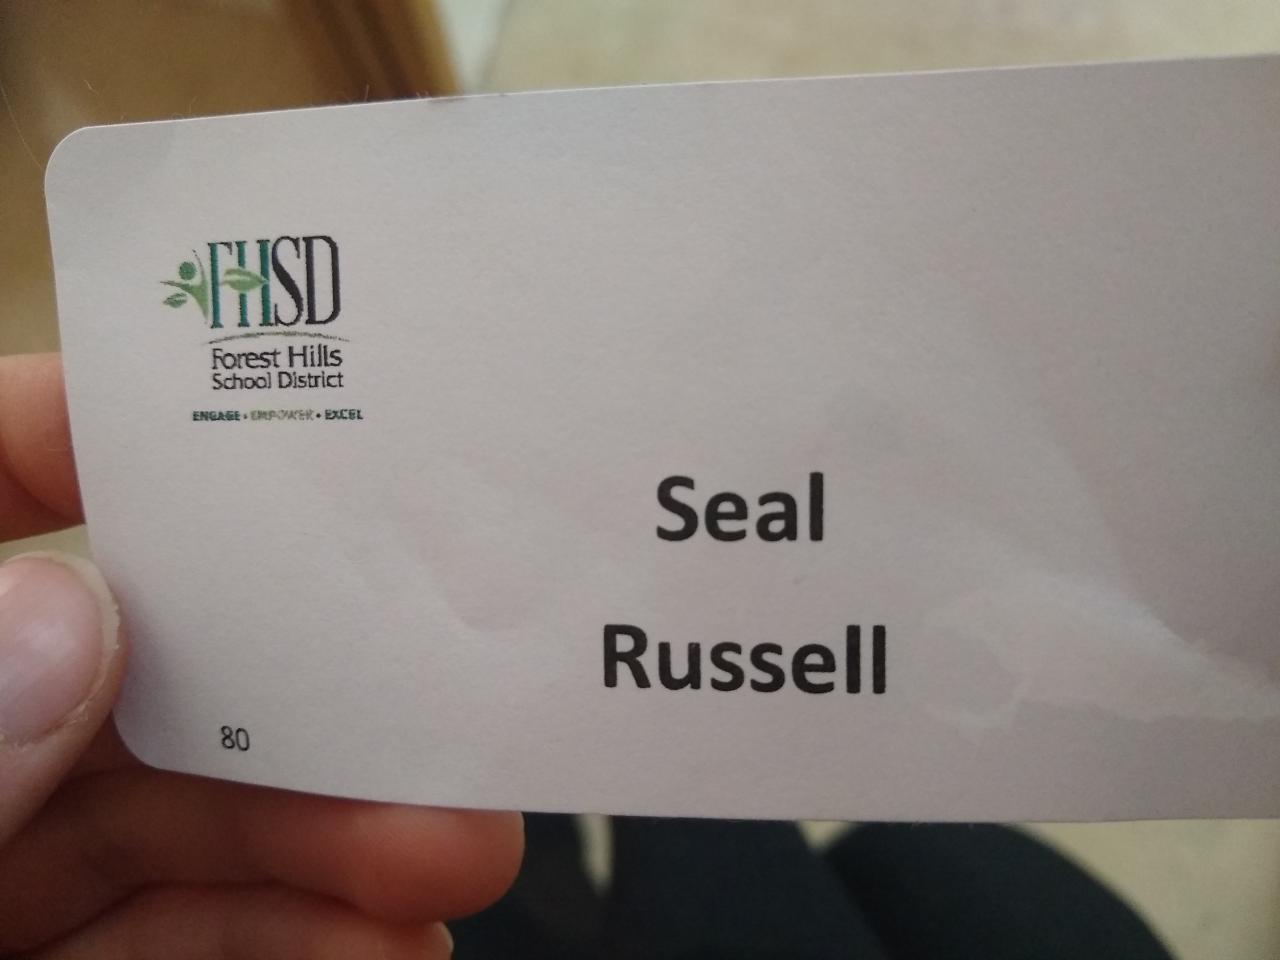 FHSD
Forest Hills
School District
ENGAGE • EMPOWER • EXCEL
Seal
Russell
80